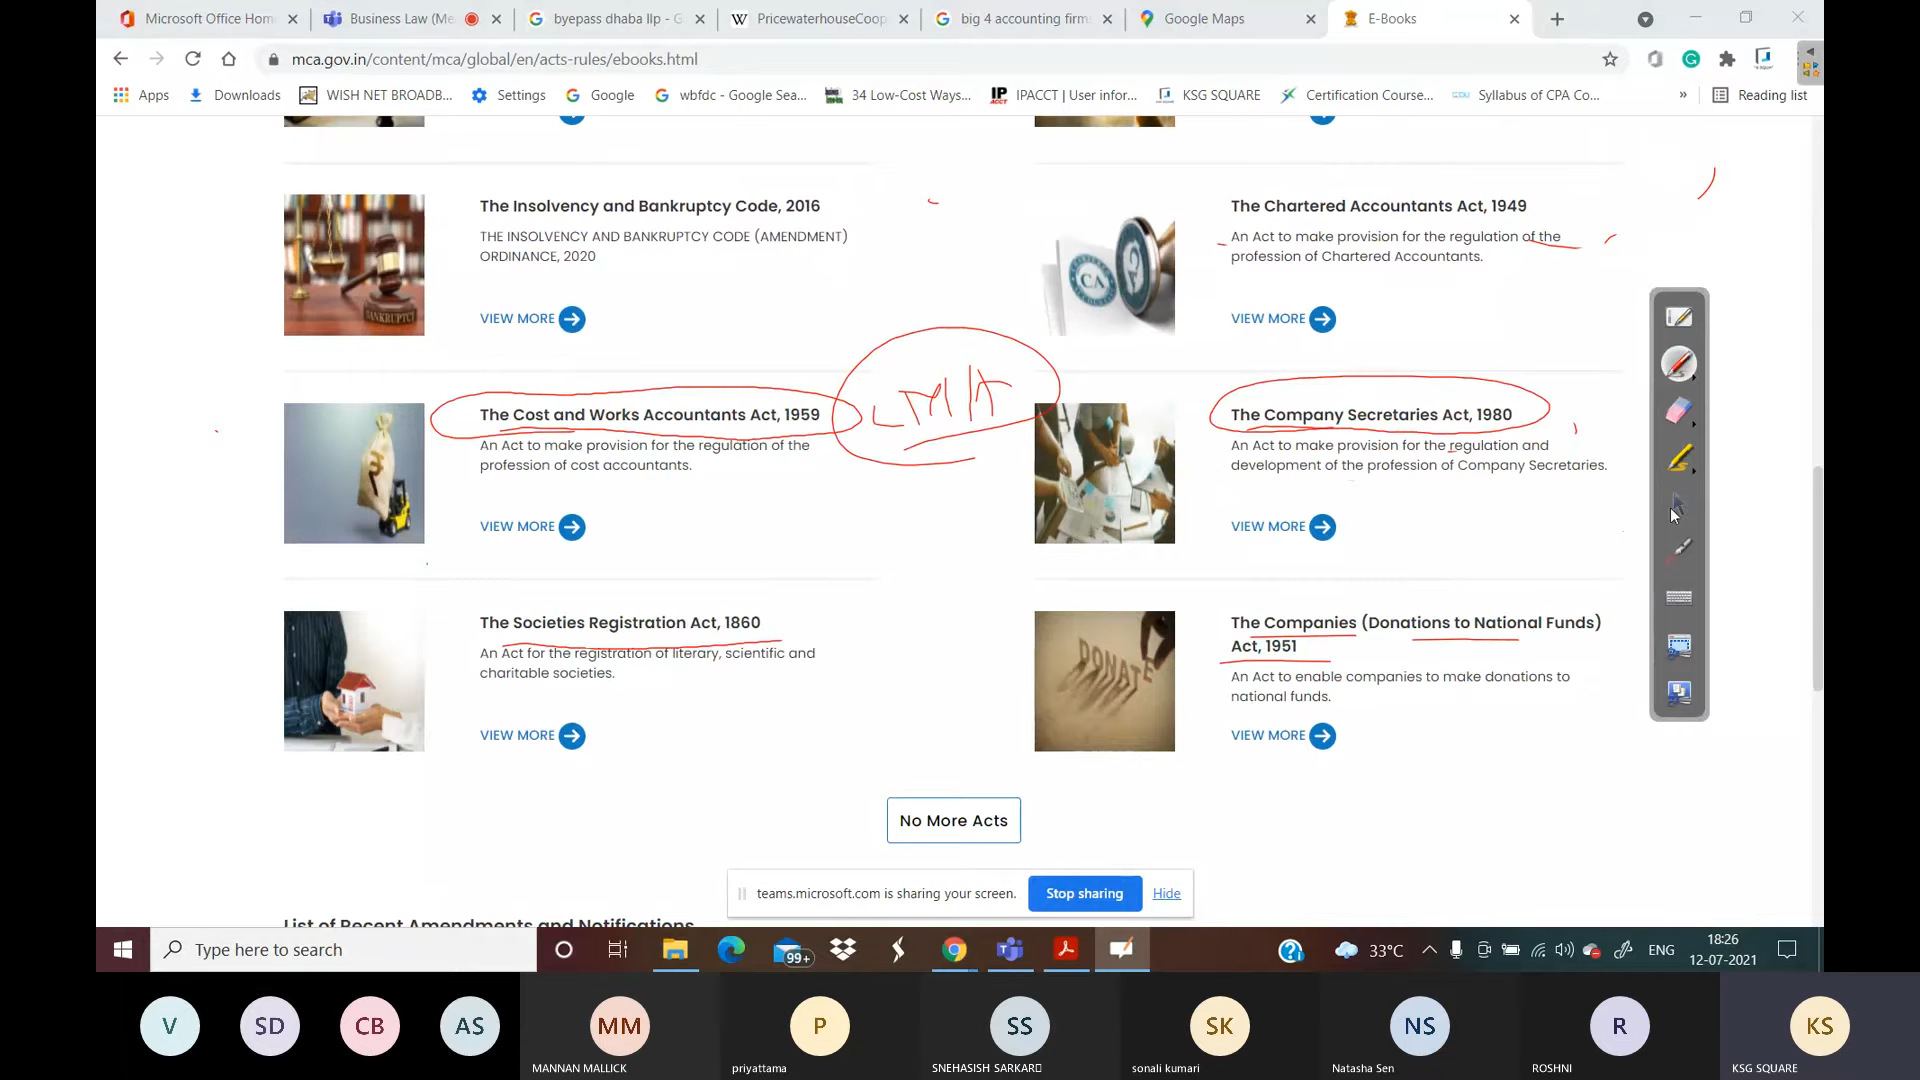 Microsoft Office Hom
Business Law (Me
byepass dhaba llp - G
PricewaterhouseCoop
big 4 accounting firm
Google Maps
E-Books
mca.gov.in/content/mca/global/en/acts-rules/ebooks.html
Apps
Downloads
WISH NET BROADB...
Settings
Google
wbfdc - Google Sea...
34 Low-Cost Ways...
IPACCT | User infor...
KSG SQUARE
Certification Course...
Syllabus of CPA Co...
»
Reading list
The Insolvency and Bankruptcy Code, 2016
THE INSOLVENCY AND BANKRUPTCY CODE (AMENDMENT)
ORDINANCE, 2020
VIEW MORE
The Chartered Accountants Act, 1949
An Act to make provision for the regulation of the
profession of Chartered Accountants.
VIEW MORE
The Cost and Works Accountants Act, 1959
An Act to make provision for the regulation of the
profession of cost accountants.
VIEW MORE
The Company Secretaries Act, 1980
An Act to make provision for the regulation and
development of the profession of Company Secretaries.
VIEW MORE
The Societies Registration Act, 1860
An Act for the registration of literary, scientific and
charitable societies.
VIEW MORE
DONATE
The Companies (Donations to National Funds)
Act, 1951
An Act to enable companies to make donations to
national funds.
VIEW MORE
No More Acts
teams.microsoft.com is sharing your screen.
Stop sharing
Hide
List of Recent Amendments and Notifications
Type here to search
99+
33°C
ENG
18:26
12-07-2021
V
SD
CB
AS
MM
P
SS
SK
NS
R
KS
MANNAN MALLICK
priyattama
SNEHASISH SARKAR
sonali kumari
Natasha Sen
ROSHNI
KSG SQUARE